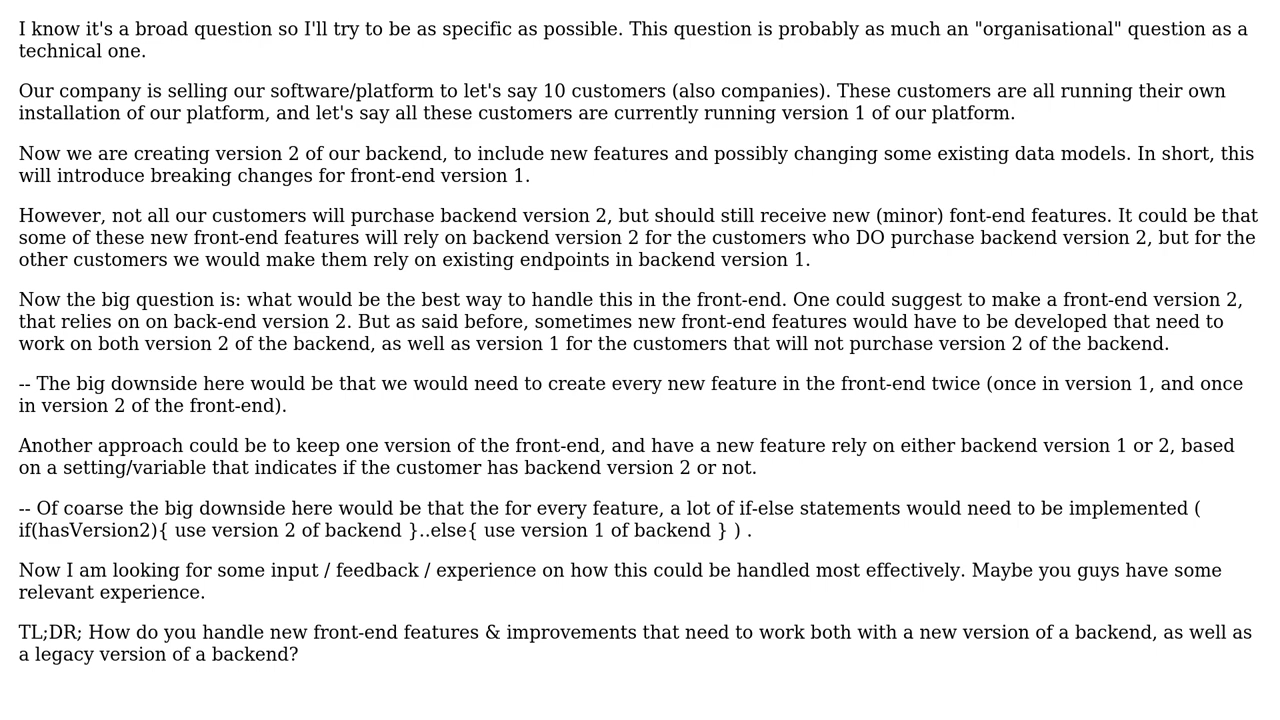 I know it's a broad question so I'll try to be as specific as possible. This question is probably as much an "organisational" question as a
technical one.
Our company is selling our software/platform to let's say 10 customers (also companies). These customers are all running their own
installation of our platform, and let's say all these customers are currently running version 1 of our platform.
Now we are creating version 2 of our backend, to include new features and possibly changing some existing data models. In short, this
will introduce breaking changes for front-end version 1.
However, not all our customers will purchase backend version 2, but should still receive new (minor) font-end features. It could be that
some of these new front-end features will rely on backend version 2 for the customers who DO purchase backend version 2, but for the
other customers we would make them rely on existing endpoints in backend version 1.
Now the big question is: what would be the best way to handle this in the front-end. One could suggest to make a front-end version 2,
that relies on on back-end version 2. But as said before, sometimes new front-end features would have to be developed that need to
work on both version 2 of the backend, as well as version 1 for the customers that will not purchase version 2 of the backend.
-- The big downside here would be that we would need to create every new feature in the front-end twice (once in version 1, and once
in version 2 of the front-end).
Another approach could be to keep one version of the front-end, and have a new feature rely on either backend version 1 or 2, based
on a setting/variable that indicates if the customer has backend version 2 or not.
-- Of coarse the big downside here would be that the for every feature, a lot of if-else statements would need to be implemented (
if(hasVersion2){ use version 2 of backend }..else{ use version 1 of backend } ) .
Now I am looking for some input / feedback / experience on how this could be handled most effectively. Maybe you guys have some
relevant experience.
TL;DR; How do you handle new front-end features & improvements that need to work both with a new version of a backend, as well as
a legacy version of a backend?